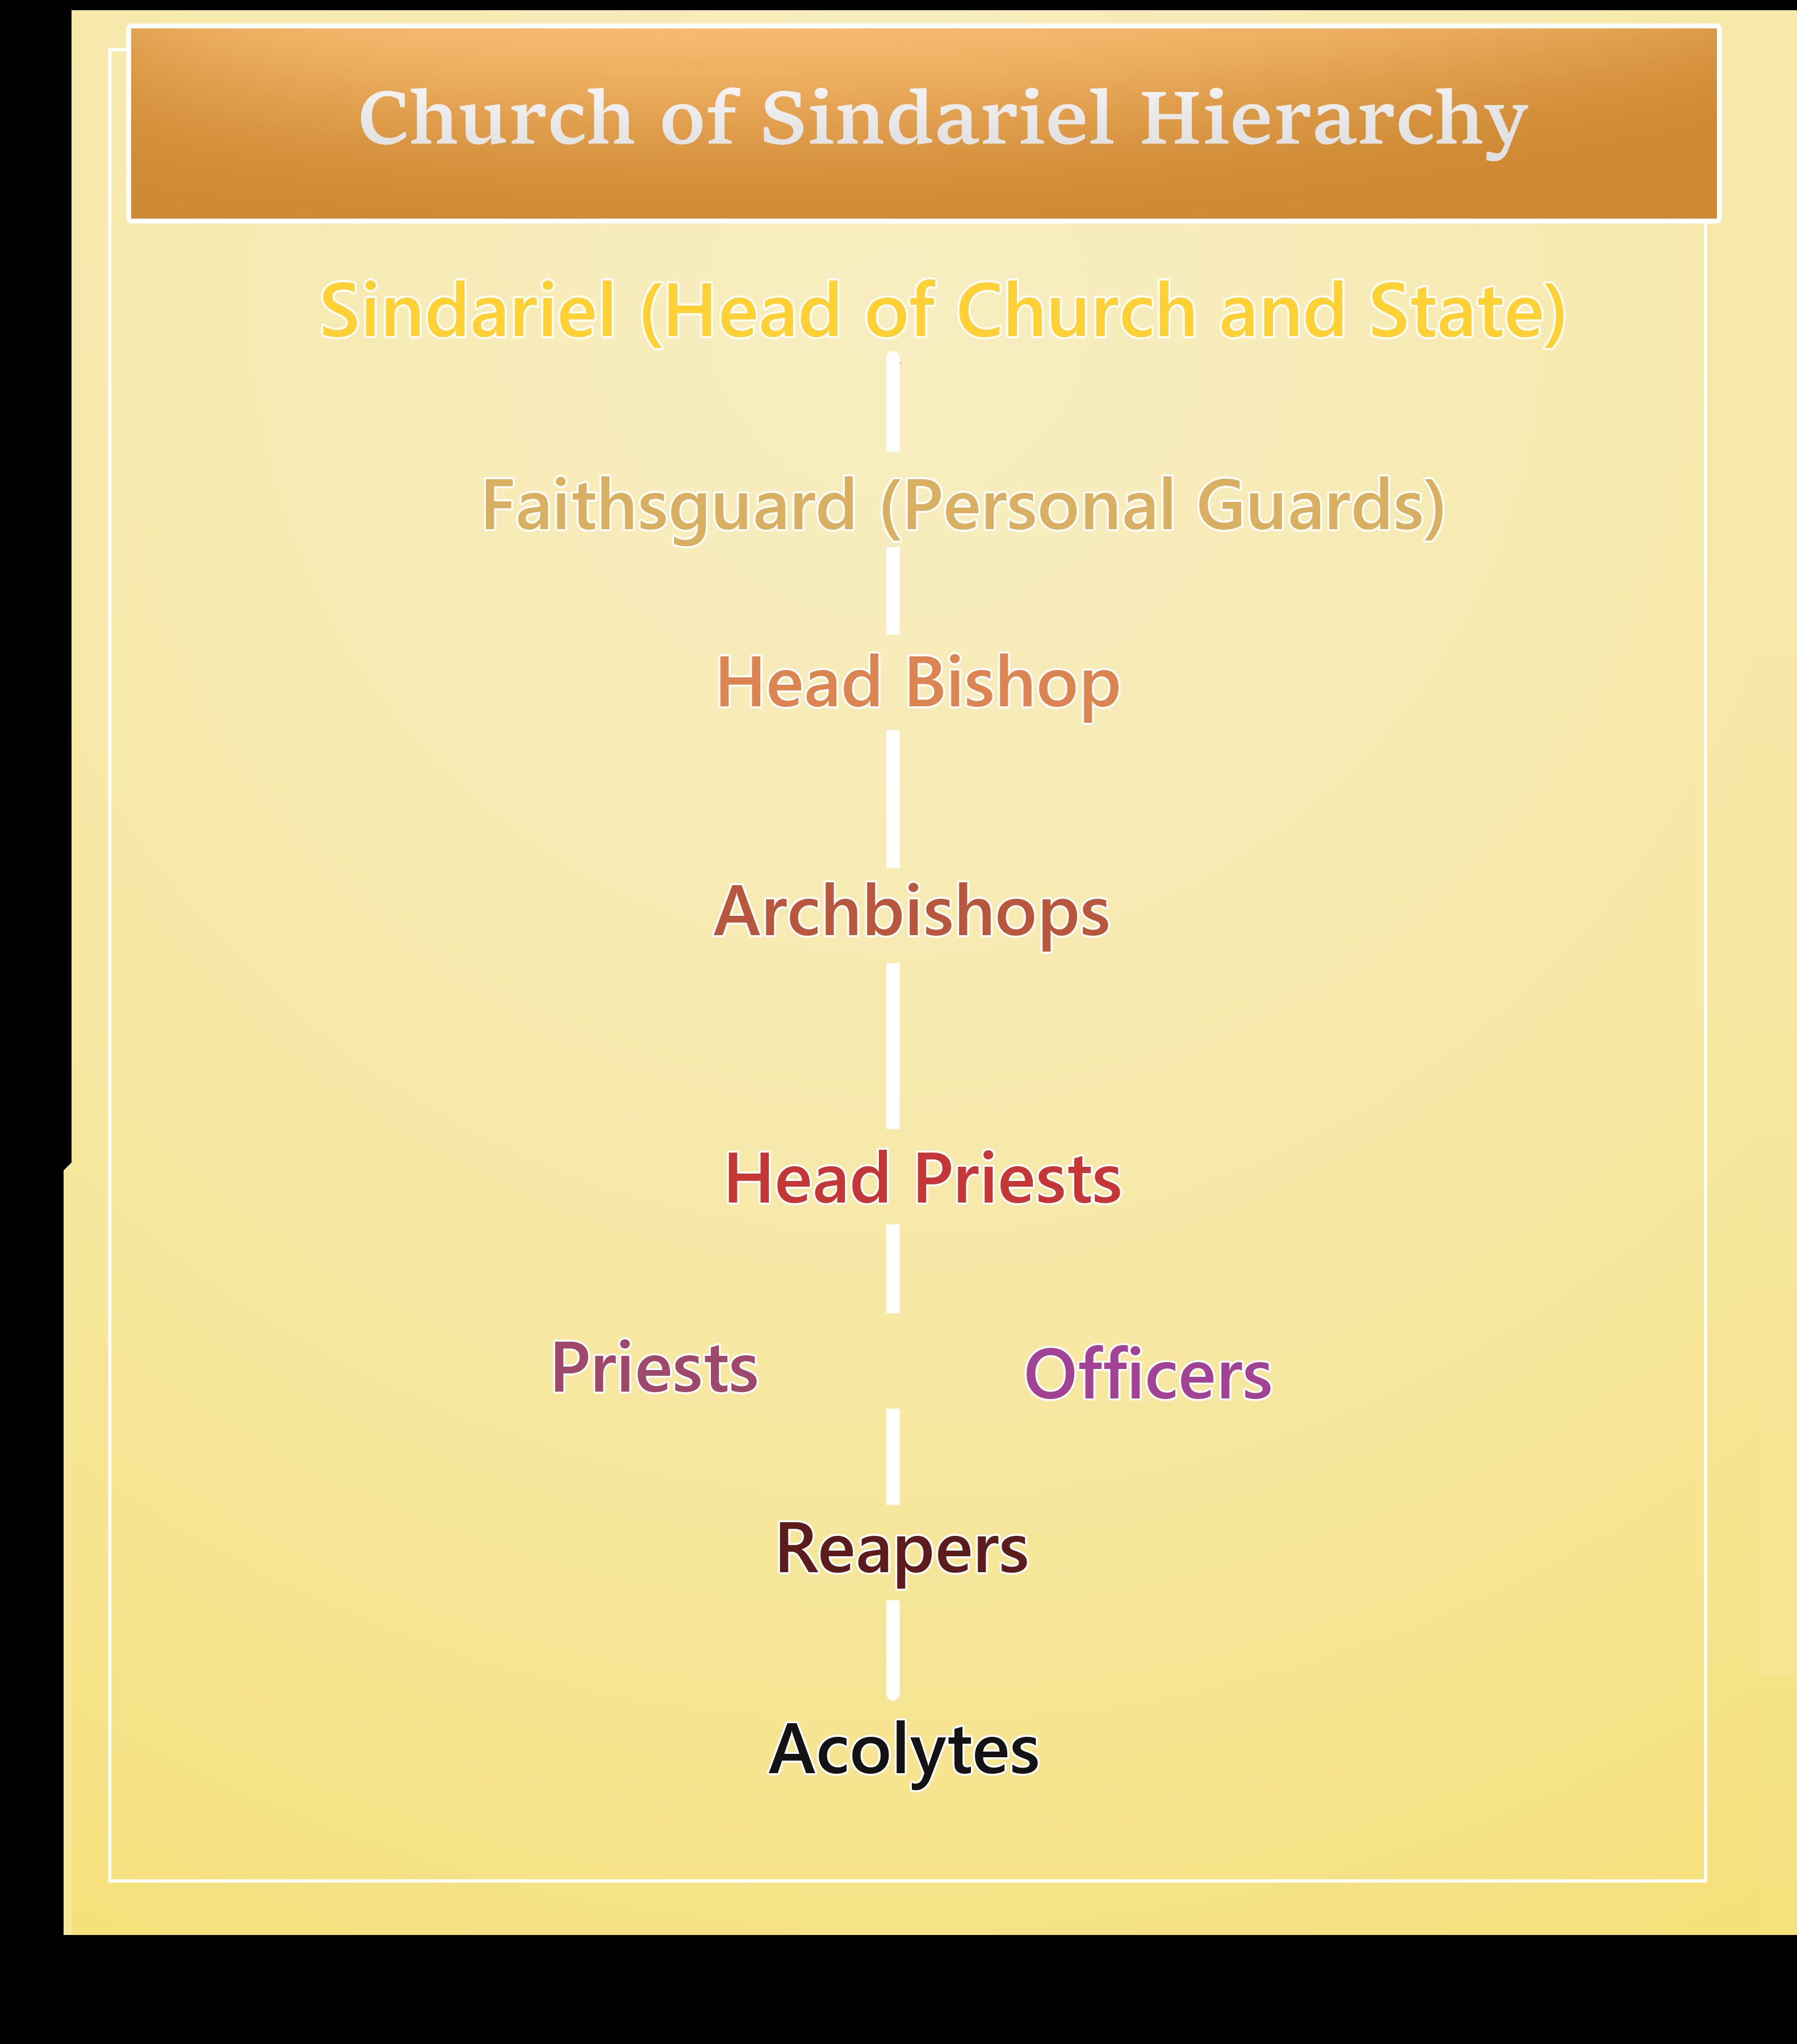 Church of Sindariel Hierarchy
Sindariel (Head of Church and State)
Faithsguard (Personal Guards)
Head Bishop
Archbishops
Head Priests
Priests Officers
Reapers
Acolytes